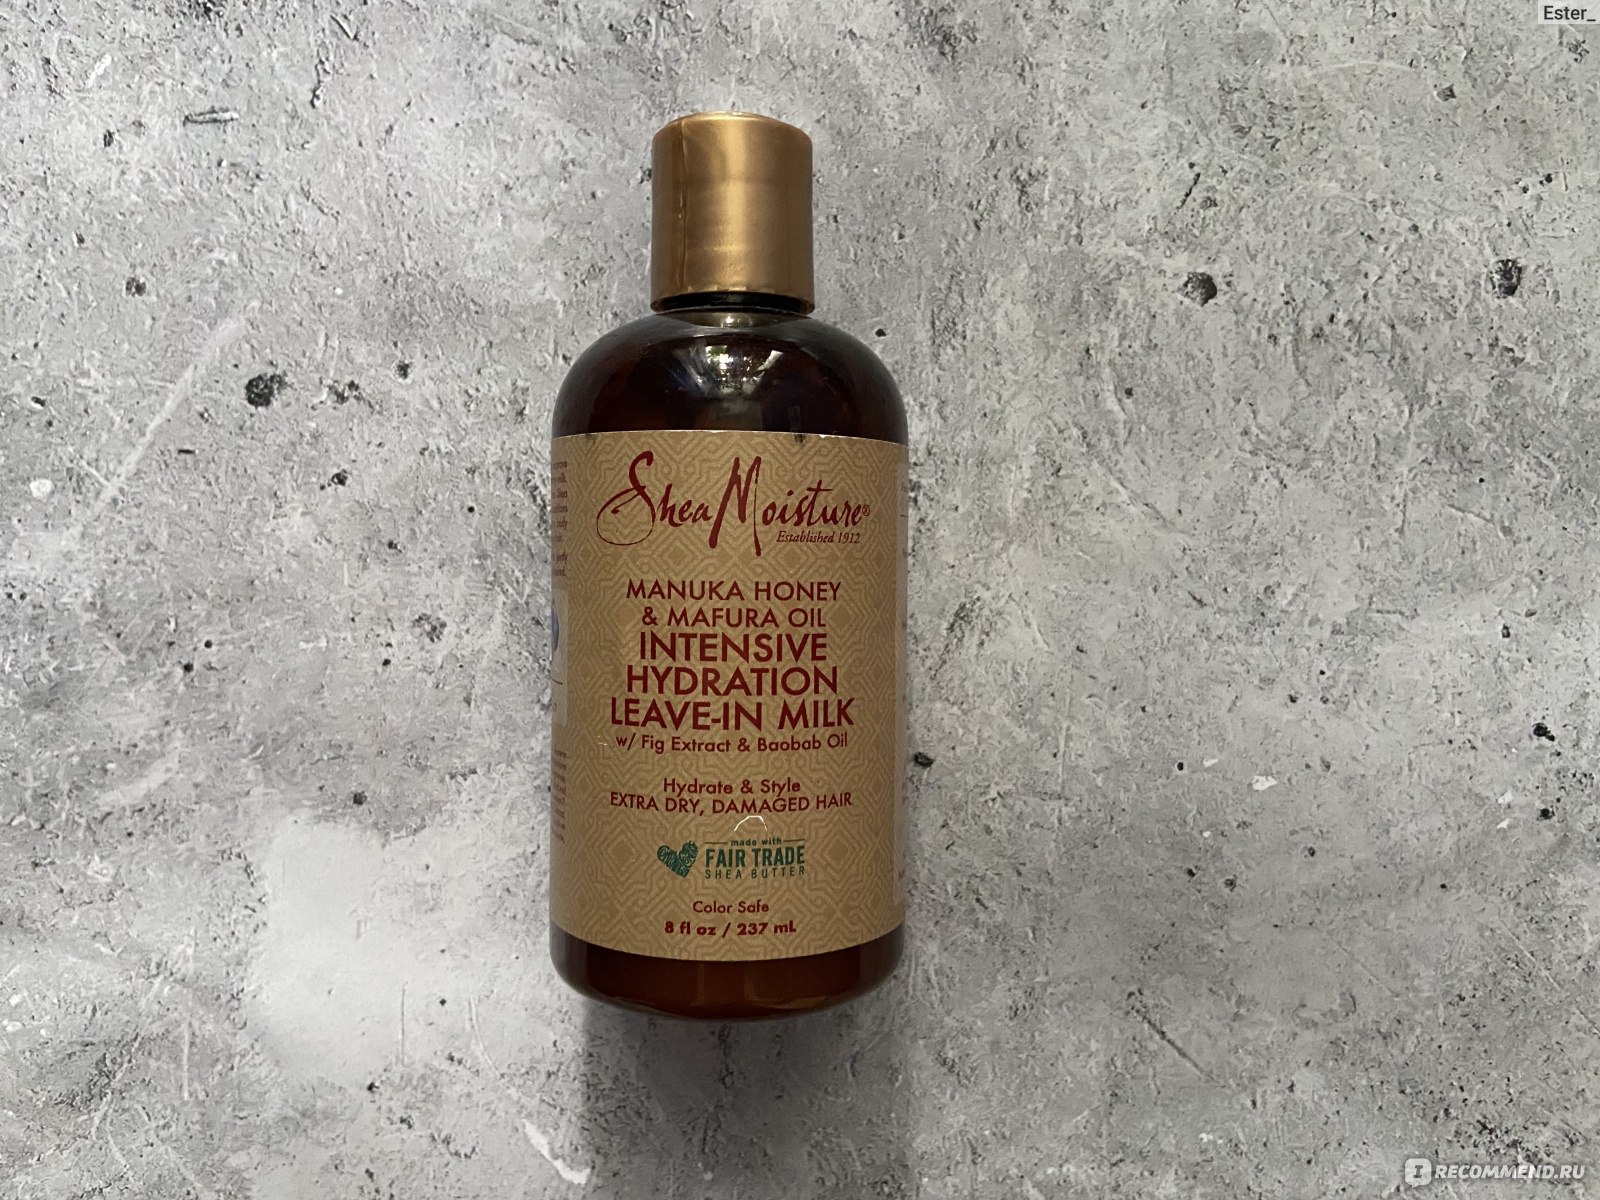 Ester_
SheaMoisture®
Established 1912
MANUKA HONEY
& MAFURA OIL
INTENSIVE
HYDRATION
LEAVE-IN MILK
w/ Fig Extract & Baobab Oil
Hydrate & Style
EXTRA DRY, DAMAGED HAIR
made with
FAIR TRADE
SHEA BUTTER
Color Safe
8 fl oz / 237 mL
IRECOMMEND.RU